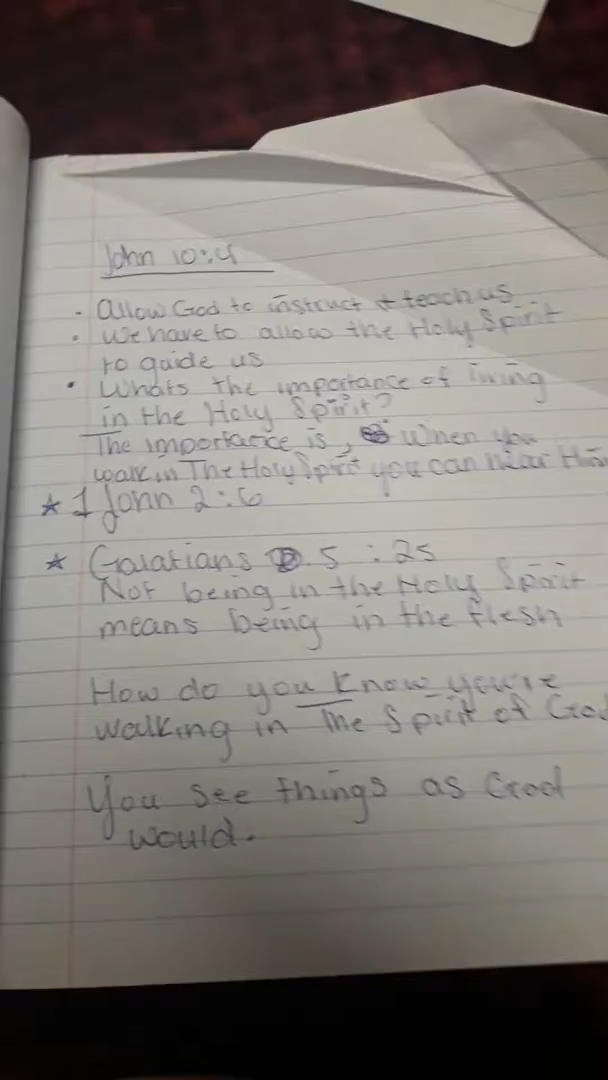 John 10:4
• Allow God to instruct & teach us
• We have to allow the Holy Spirit
to guide us
• Whats the importance of living
in the Holy Spirit?
The importance is, When you
walk in The Holy Spirit you can hear Him
★ 1 John 2:6
★ Galatians 5:25
Not being in the Holy Spirit
means being in the flesh
How do you know you're
walking in the Spirit of God
You see things as God
would.